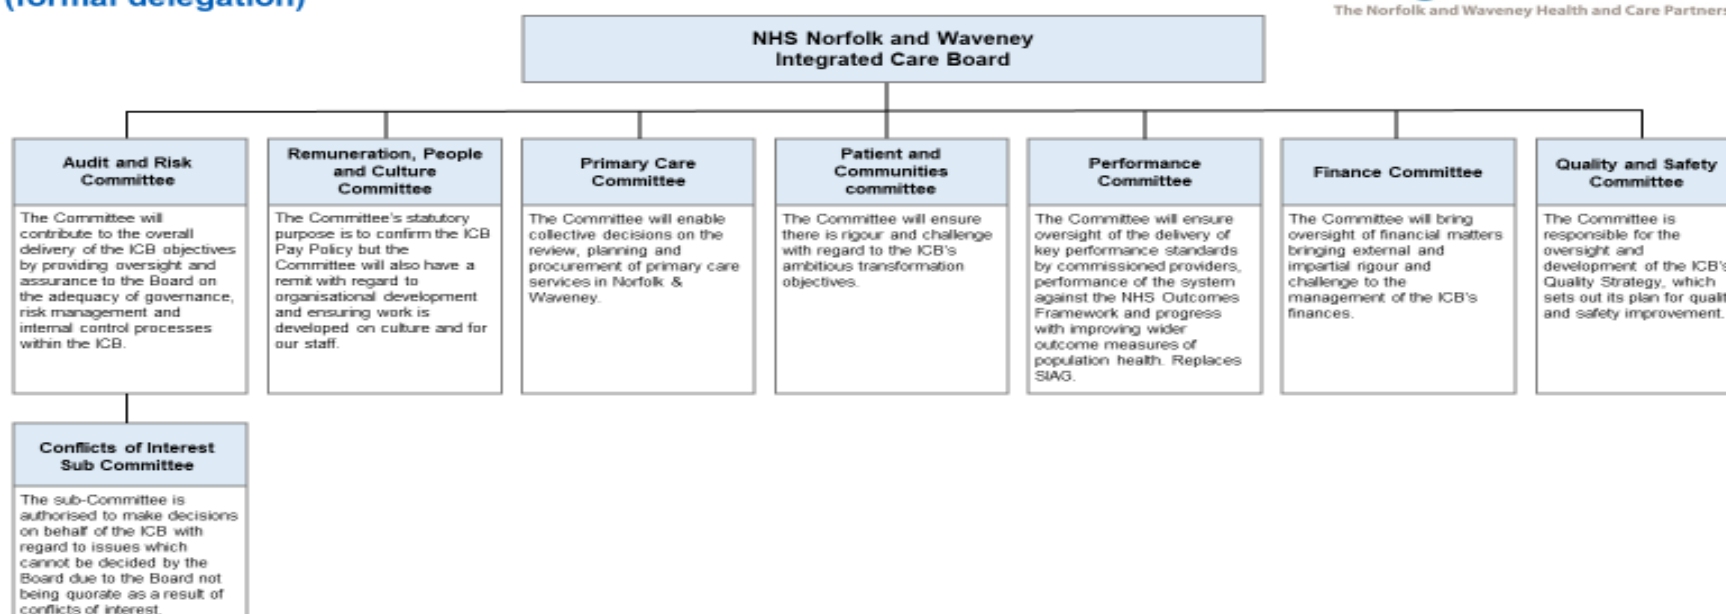 (formal delegation)
The Norfolk and Waveney Health and Care Partners
NHS Norfolk and Waveney
Integrated Care Board
Audit and Risk
Committee
The Committee will
contribute to the overall
delivery of the ICB objectives
by providing oversight and
assurance to the Board on
the adequacy of governance,
risk management and
internal control processes
within the ICB.
Remuneration, People
and Culture
Committee
The Committee's statutory
purpose is to confirm the ICB
Pay Policy but the
Committee will also have a
remit with regard to
organisational development
and ensuring work is
developed on culture and for
our staff.
Primary Care
Committee
The Committee will enable
collective decisions on the
review, planning and
procurement of primary care
services in Norfolk &
Waveney.
Patient and
Communities
committee
The Committee will ensure
there is rigour and challenge
with regard to the ICB's
ambitious transformation
objectives.
Performance
Committee
The Committee will ensure
oversight of the delivery of
key performance standards
by commissioned providers,
performance of the system
against the NHS Outcomes
Framework and progress
with improving wider
outcome measures of
population health. Replaces
SIAG.
Finance Committee
The Committee will bring
oversight of financial matters
bringing external and
impartial rigour and
challenge to the
management of the ICB's
finances.
Quality and Safety
Committee
The Committee is
responsible for the
oversight and
development of the ICB's
Quality Strategy, which
sets out its plan for qualit
and safety improvement.
Conflicts of Interest
Sub Committee
The sub-Committee is
authorised to make decisions
on behalf of the ICB with
regard to issues which
cannot be decided by the
Board due to the Board not
being quorate as a result of
conflicts of interest.